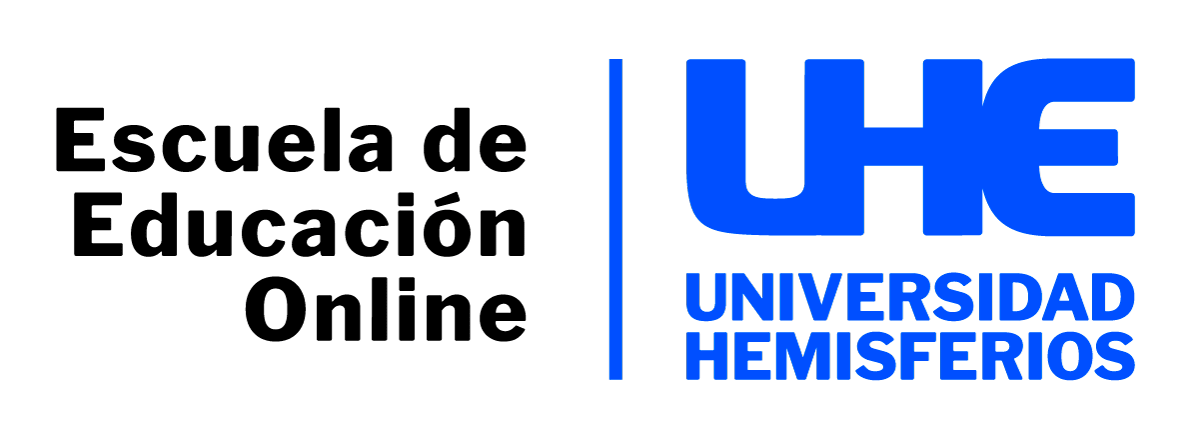 Escuela de
Educación
Online
UHE
UNIVERSIDAD
HEMISFERIOS